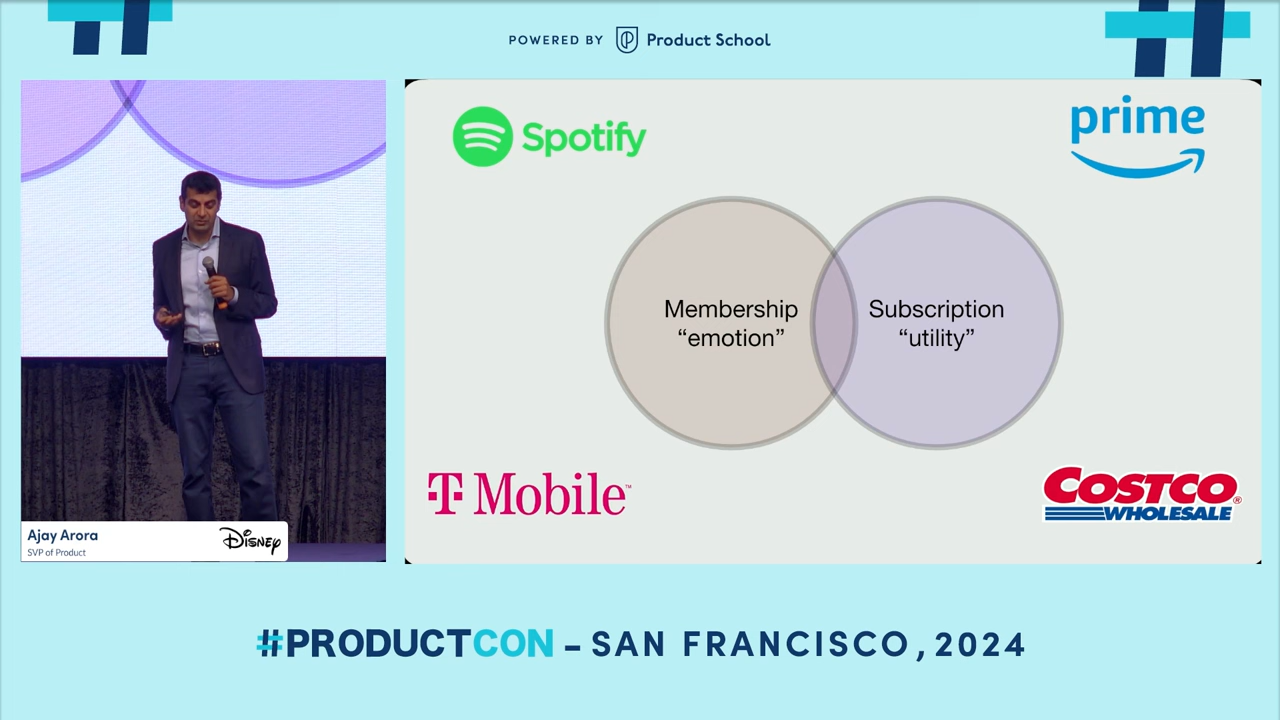 POWERED BY Product School
Spotify
prime
Membership
“emotion”
Subscription
“utility”
T Mobile™
COSTCO®
WHOLESALE
Ajay Arora
SVP of Product
Disney
#PRODUCTCON – SAN FRANCISCO, 2024